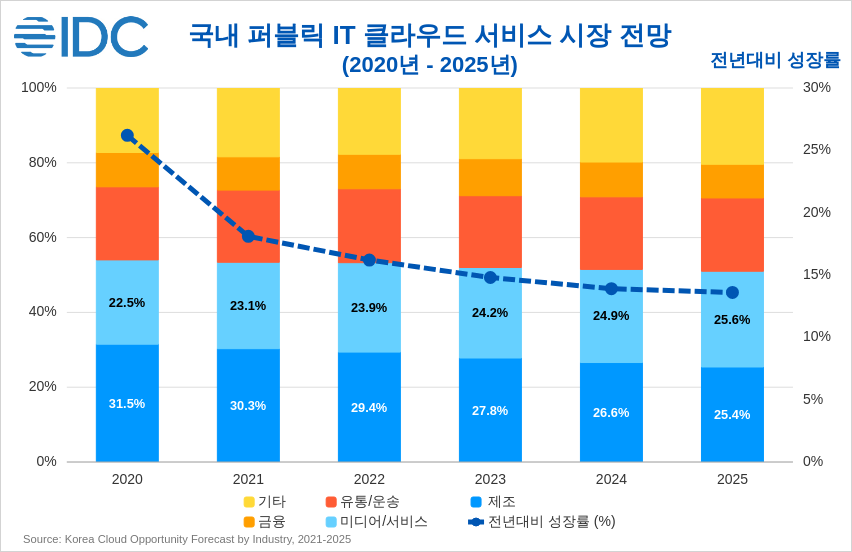 IDC
국내 퍼블릭 IT 클라우드 서비스 시장 전망
(2020년 - 2025년)
전년대비 성장률
100%
80%
60%
40%
20%
0%
30%
25%
20%
15%
10%
5%
0%
22.5%
23.1%
23.9%
24.2%
24.9%
25.6%
31.5%
30.3%
29.4%
27.8%
26.6%
25.4%
2020
2021
2022
2023
2024
2025
기타
유통/운송
제조
금융
미디어/서비스
전년대비 성장률 (%)
Source: Korea Cloud Opportunity Forecast by Industry, 2021-2025